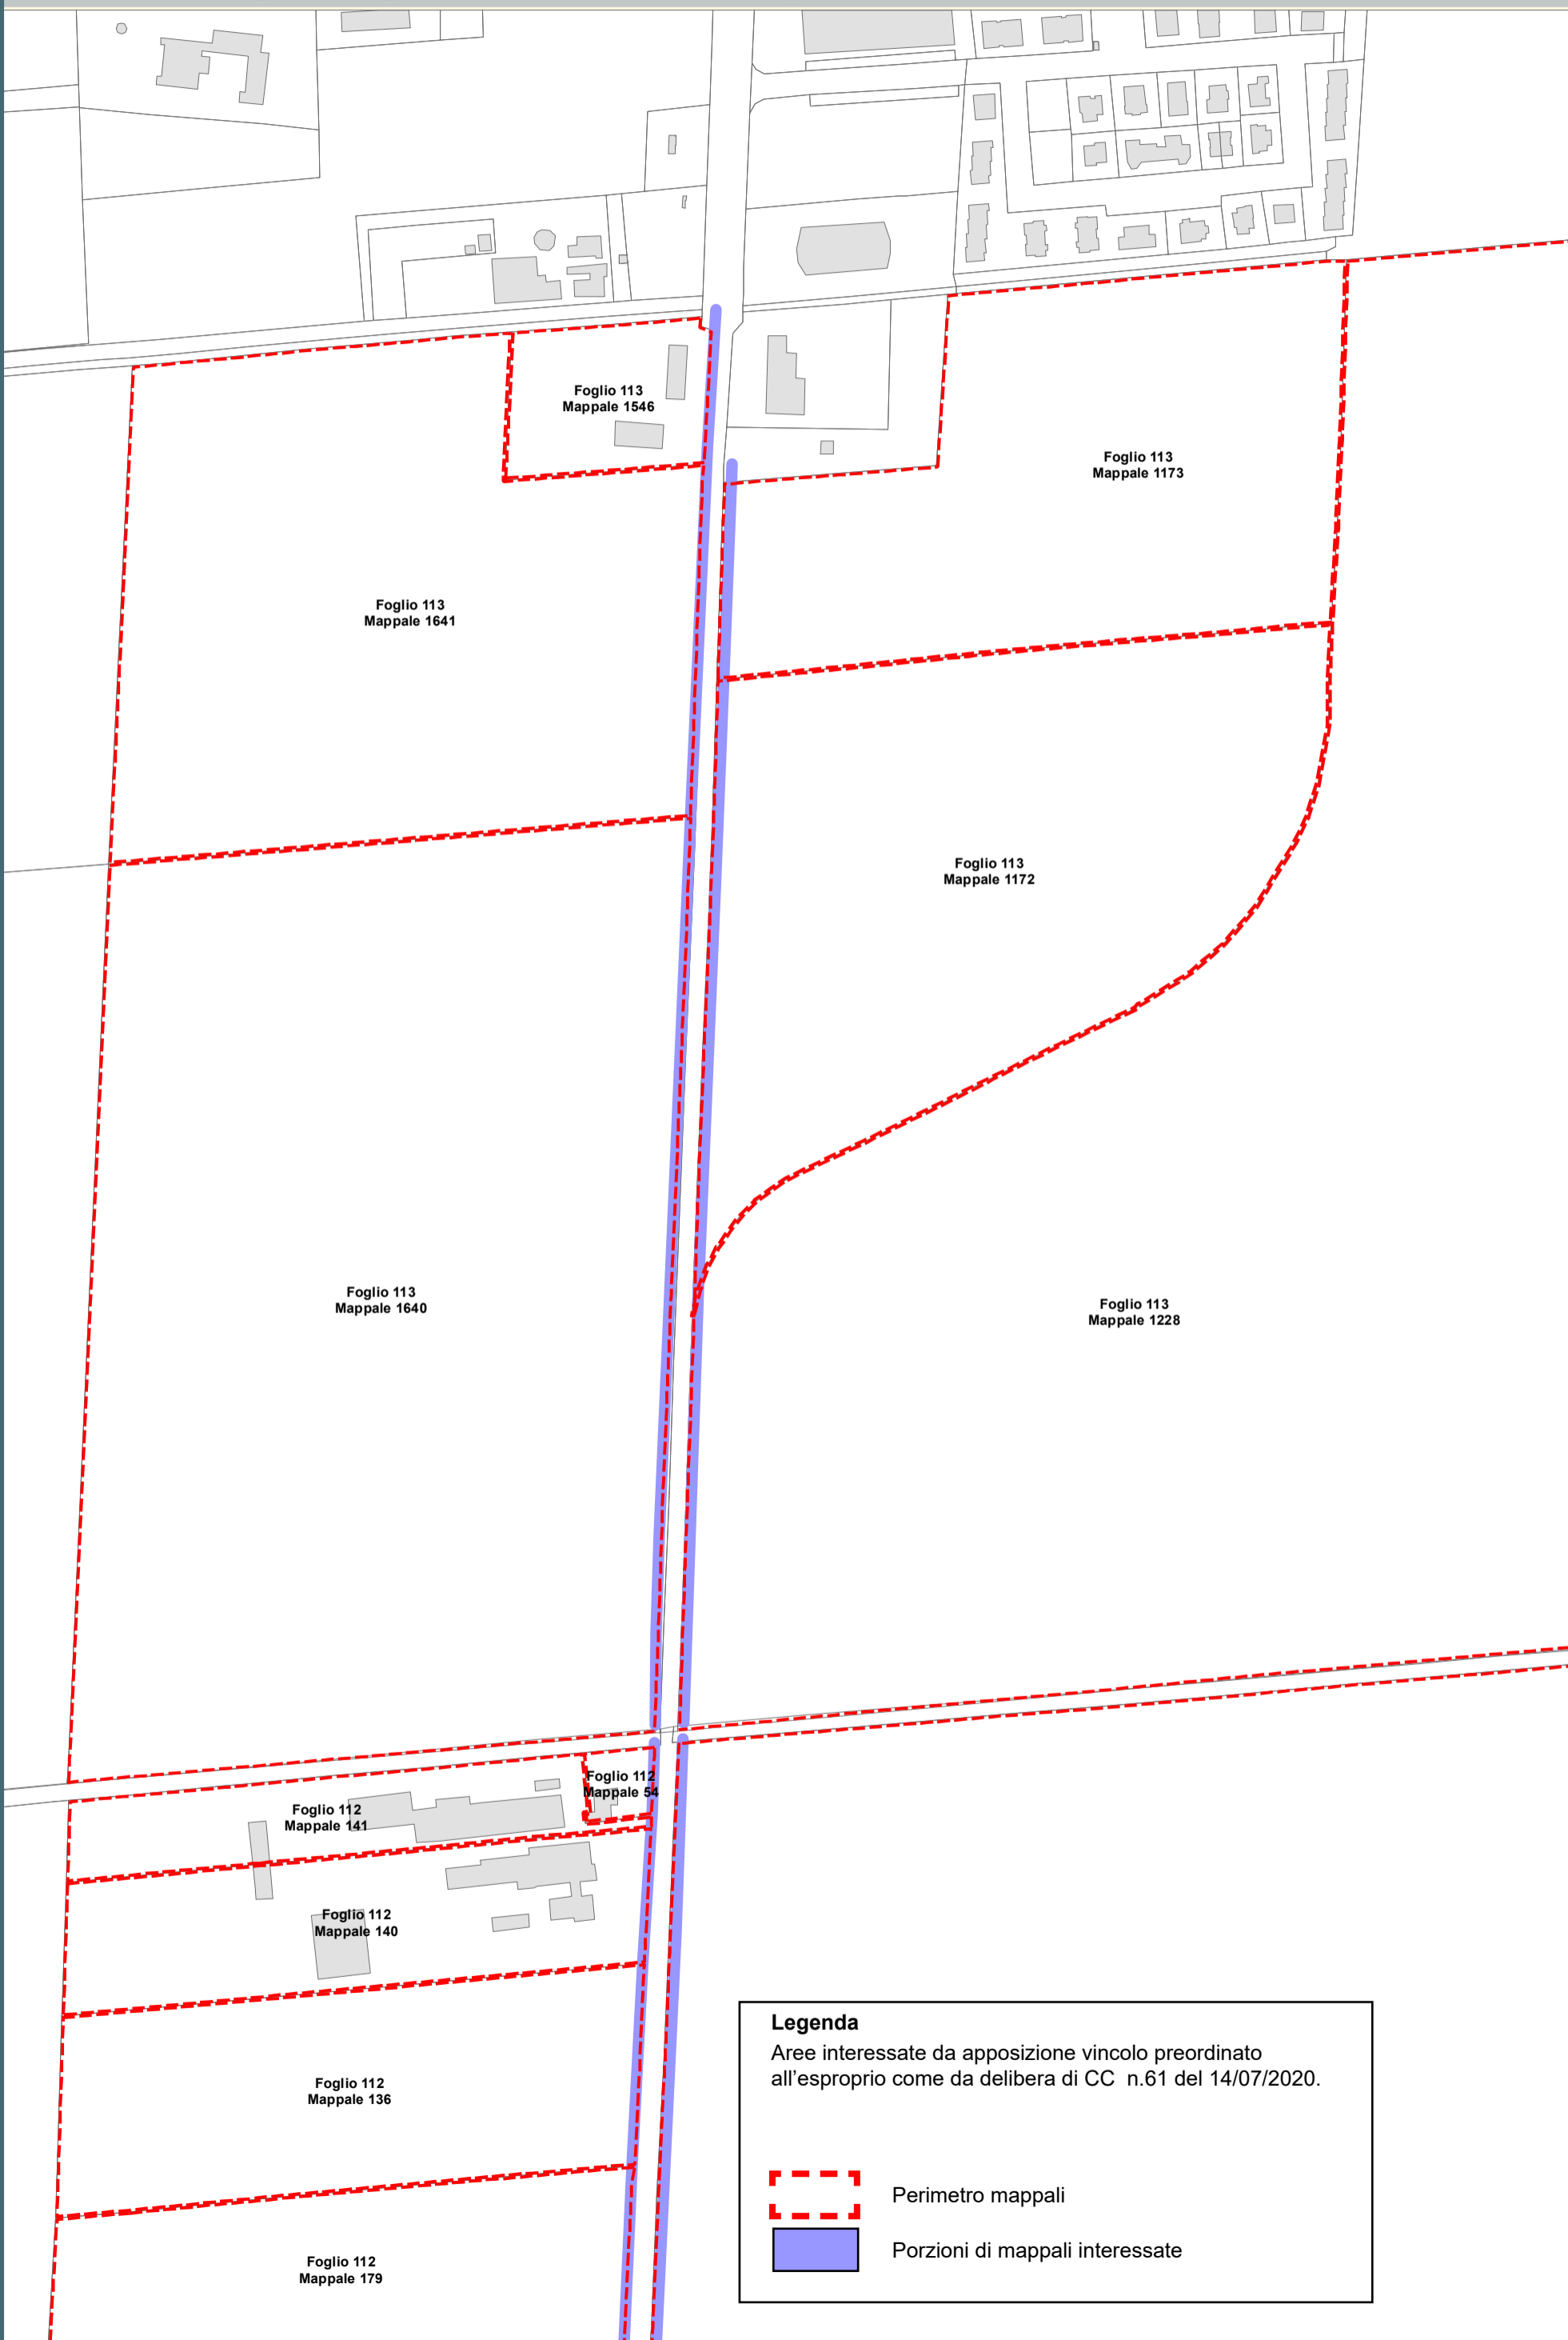 Foglio 113
Mappale 1546
Foglio 113
Mappale 1173
Foglio 113
Mappale 1641
Foglio 113
Mappale 1172
Foglio 113
Mappale 1640
Foglio 113
Mappale 1228
Foglio 112
Mappale 54
Foglio 112
Mappale 141
Foglio 112
Mappale 140
Foglio 112
Mappale 136
Foglio 112
Mappale 179
Legenda
Aree interessate da apposizione vincolo preordinato
all’esproprio come da delibera di CC n.61 del 14/07/2020.
Perimetro mappali
Porzioni di mappali interessate